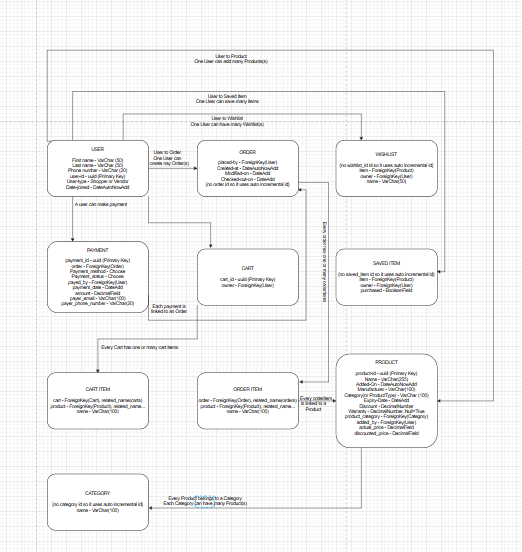 User to Product
One User can add many Products(s)
User to Saved Item
One User can save many items
User to Wishlist
One User can have many Wishlist(s)
USER
First name - VarChar (50)
Last name - VarChar (50)
Phone number - VarChar (20)
user-id - uuid (Primary Key)
User-type - Shopper or Vendor
Date-joined - DateAutoNowAdd
User to Order
One User can
create many Order(s)
ORDER
placed-by - ForeignKey(User)
Created-at - DateAutoNowAdd
Modified-on - DateAdd
Checked-out-on - DateAdd
(no order id so it uses auto incremental id)
WISHLIST
(no wishlist_id id so it uses auto incremental id)
item - ForeignKey(Product)
owner - ForeignKey(User)
name - VarChar(50)
A user can make payment
PAYMENT
payment_id - uuid (Primary Key)
order - ForeignKey(Order)
Payment_method - Choice
Payment_status - Choose
payed_by - ForeignKey(User)
payment_date - DateAdd
amount - DecimalField
payer_email - VarChar(100)
payer_phone_number - VarChar(20)
CART
cart_id - uuid (Primary Key)
owner - ForeignKey(User)
Every order has one or many orderitems
SAVED ITEM
(no saved_item id so it uses auto incremental id)
item - ForeignKey(Product)
owner - ForeignKey(User)
purchased - BooleanField
Each payment is
linked to an Order
Every Cart has one or many cart items
CART ITEM
cart - ForeignKey(Cart), related_name(carts)
product - ForeignKey(Product), related_name...
name - VarChar(100)
ORDER ITEM
order - ForeignKey(Order), related_name(orders)
product - ForeignKey(Product), related_name...
name - VarChar(100)
Every orderitem
is linked to a
Product
PRODUCT
product-id - uuid (Primary Key)
Name - VarChar(255)
Added-On - DateAutoNowAdd
Manufacturer - VarChar(100)
Category(or ProductType) - VarChar (100)
Expiry-Date - DateAdd
Discount - DecimalNumber
Warranty - DecimalNumber, Null=True
product_category - ForeignKey(Category)
added_by - ForeignKey(User)
actual_price - DecimalField
discounted_price - DecimalField
CATEGORY
(no category id so it uses auto incremental id)
name - VarChar(100)
Every Product belongs to a Category
Each Category can have many Product(s)